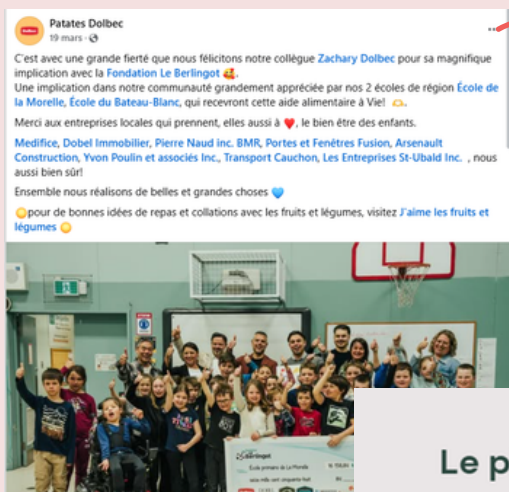 Patates Dolbec
19 mars
C'est avec une grande fierté que nous félicitons notre collègue Zachary Dolbec pour sa magnifique
implication avec la Fondation Le Berlingot 🥰.
Une implication dans notre communauté grandement appréciée par nos 2 écoles de région École de
la Morelle, École du Bateau-Blanc, qui recevront cette aide alimentaire à Vie! 🫶.
Merci aux entreprises locales qui prennent, elles aussi à ❤️, le bien être des enfants.
Medifice, Dobel Immobilier, Pierre Naud inc. BMR, Portes et Fenêtres Fusion, Arsenault
Construction, Yvon Poulin et associés Inc., Transport Cauchon, Les Entreprises St-Ubald Inc. , nous
aussi bien sûr!
Ensemble nous réalisons de belles et grandes choses 🩵
pour de bonnes idées de repas et collations avec les fruits et légumes, visitez J'aime les fruits et
légumes
Berlingot
École primaire de La Morelle
Le p